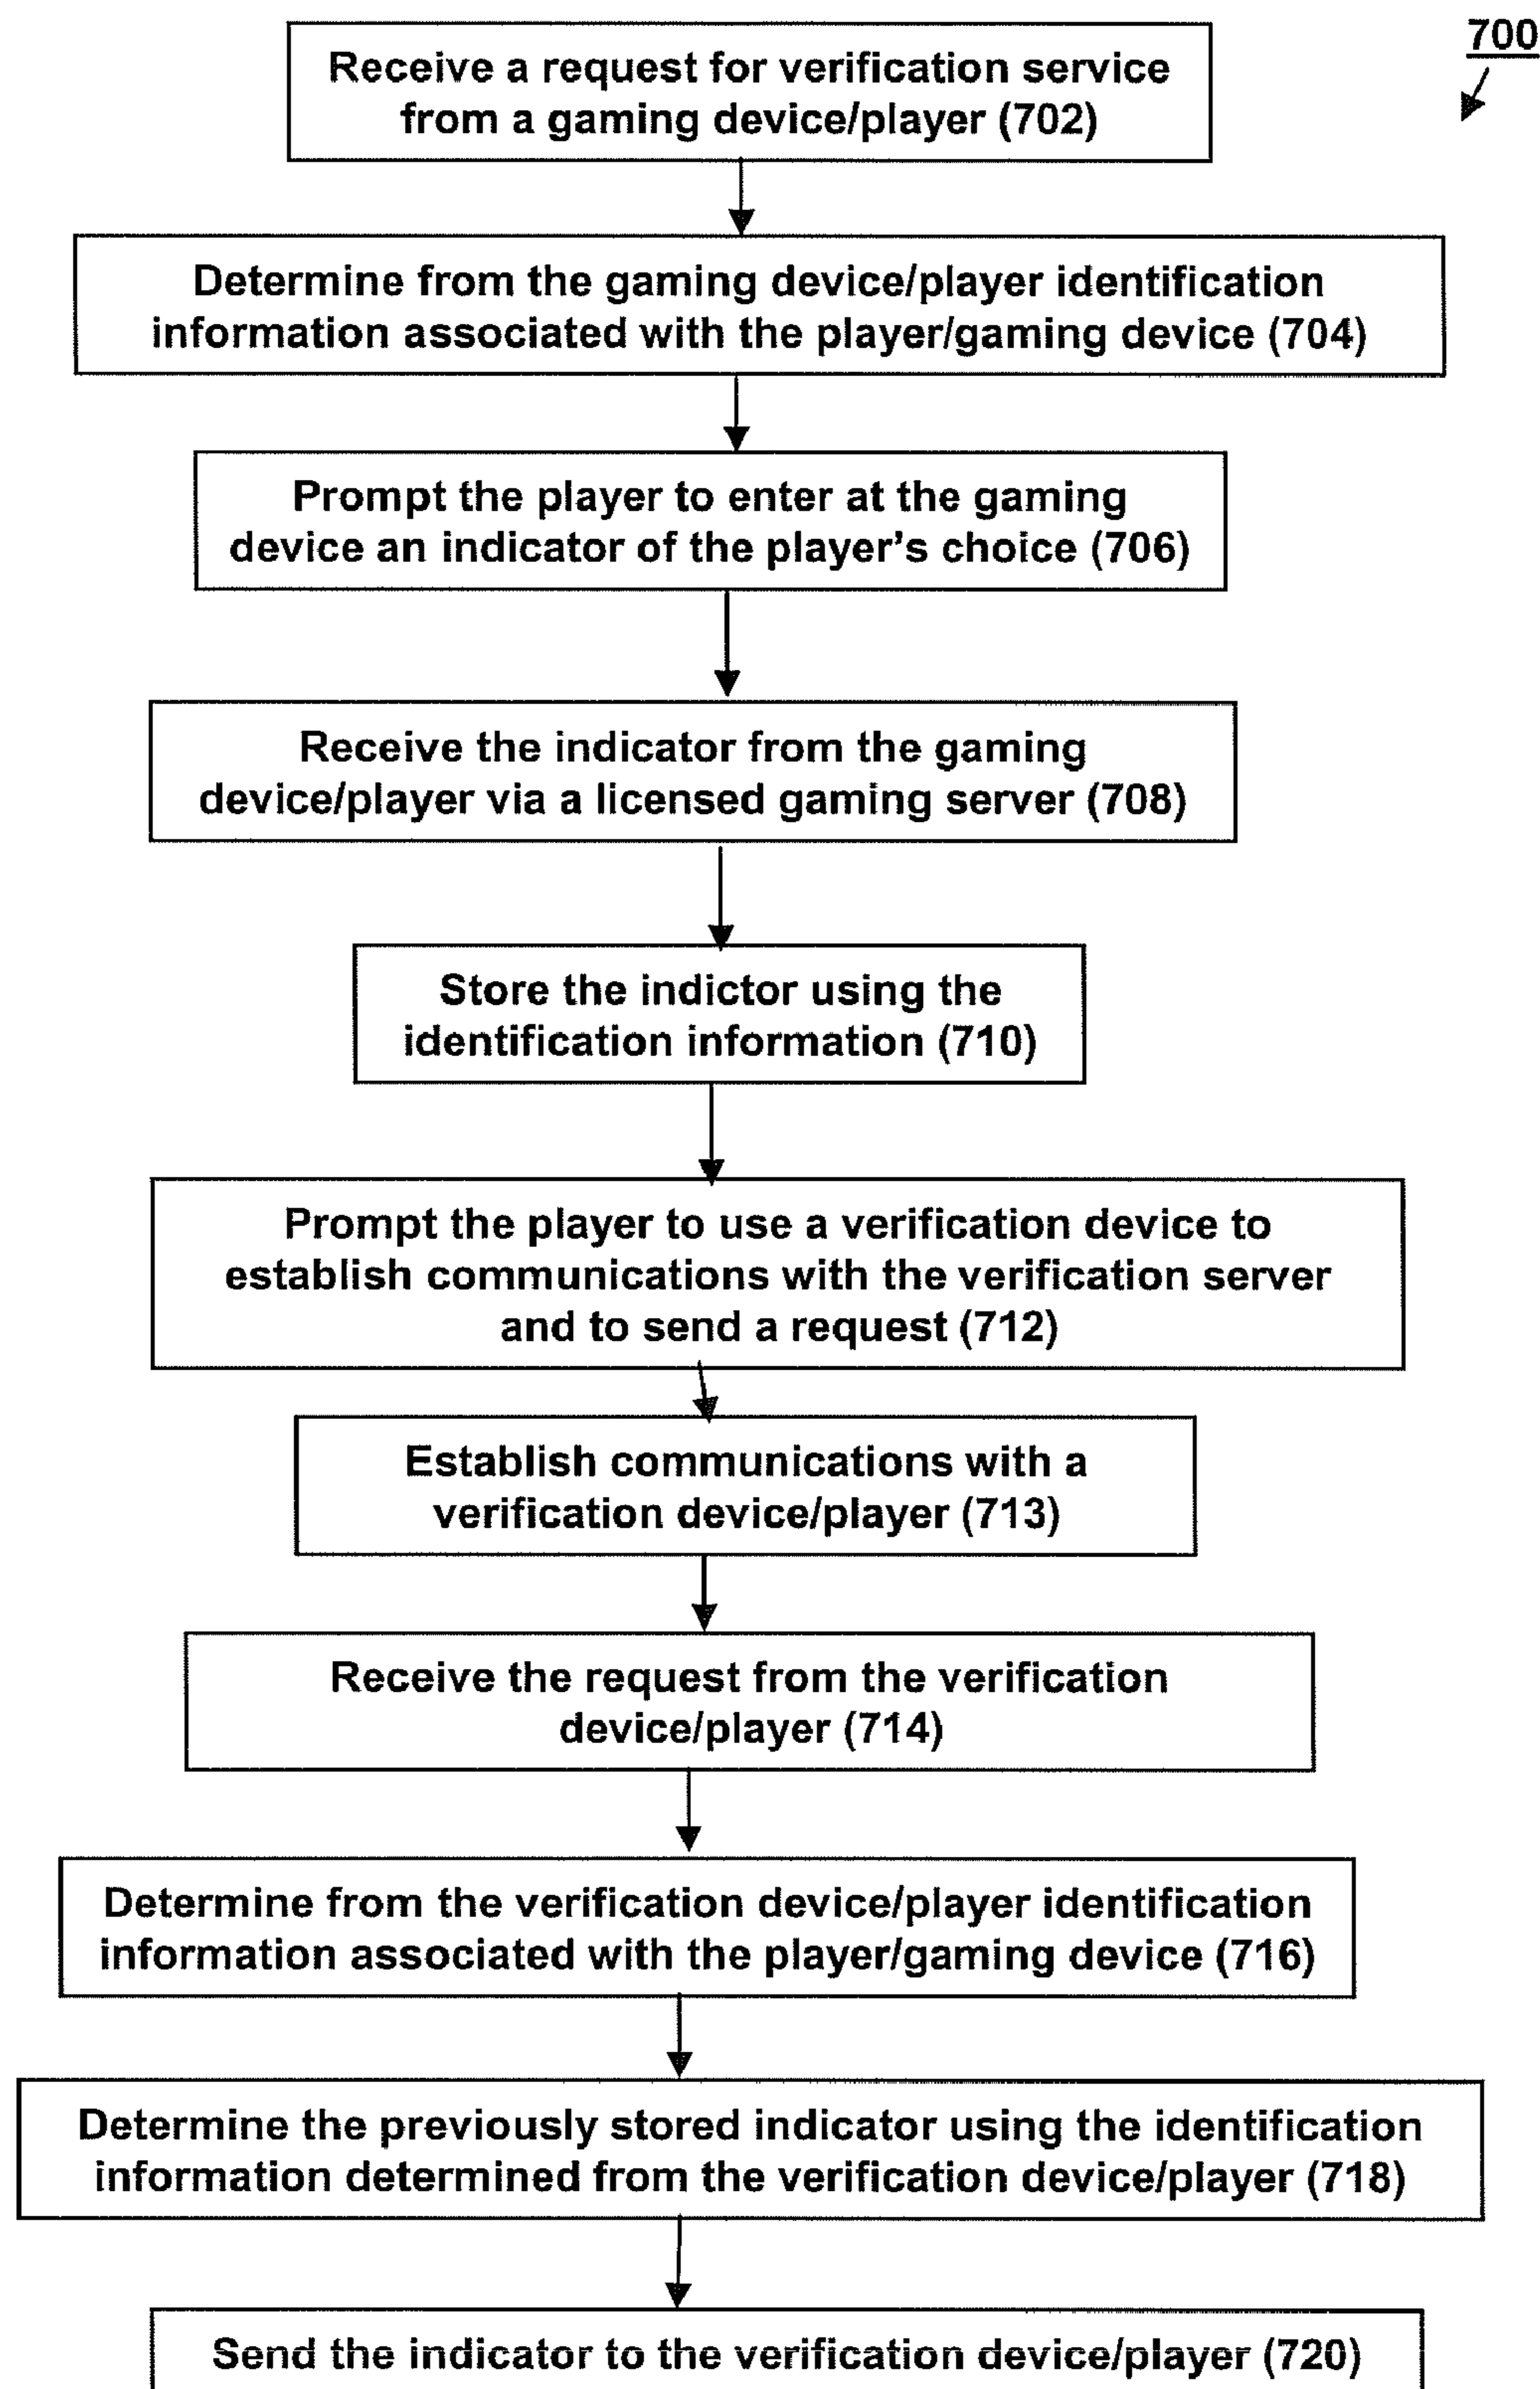 700
Receive a request for verification service
from a gaming device/player (702)
Determine from the gaming device/player identification
information associated with the player/gaming device (704)
Prompt the player to enter at the gaming
device an indicator of the player's choice (706)
Receive the indicator from the gaming
device/player via a licensed gaming server (708)
Store the indictor using the
identification information (710)
Prompt the player to use a verification device to
establish communications with the verification server
and to send a request (712)
Establish communications with a
verification device/player (713)
Receive the request from the verification
device/player (714)
Determine from the verification device/player identification
information associated with the player/gaming device (716)
Determine the previously stored indicator using the identification
information determined from the verification device/player (718)
Send the indicator to the verification device/player (720)